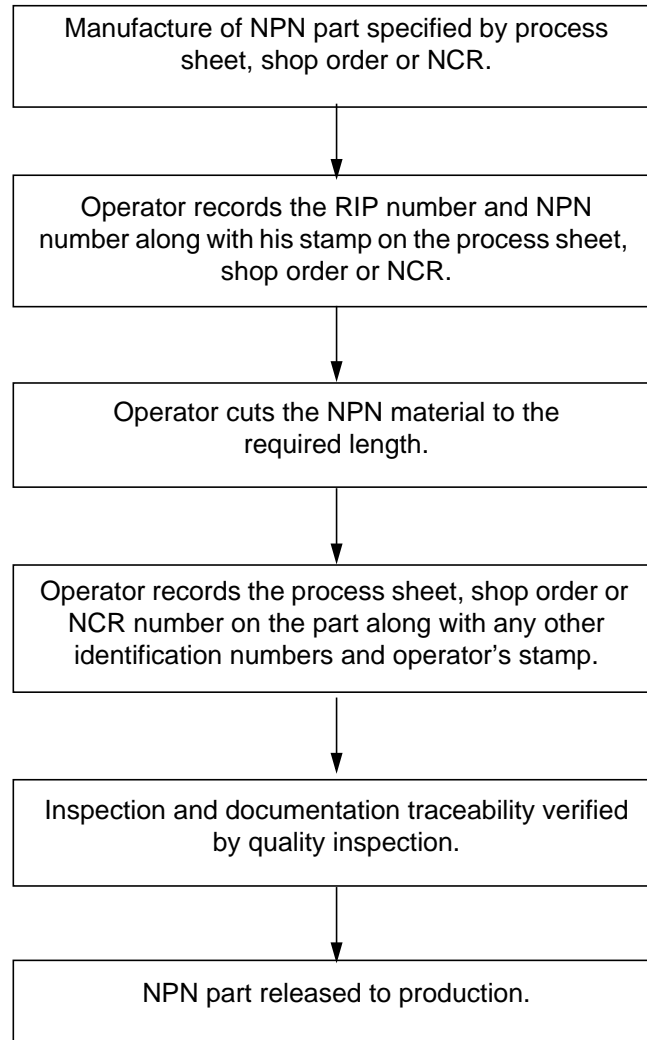 Manufacture of NPN part specified by process
sheet, shop order or NCR.
Operator records the RIP number and NPN
number along with his stamp on the process sheet,
shop order or NCR.
Operator cuts the NPN material to the
required length.
Operator records the process sheet, shop order or
NCR number on the part along with any other
identification numbers and operator’s stamp.
Inspection and documentation traceability verified
by quality inspection.
NPN part released to production.